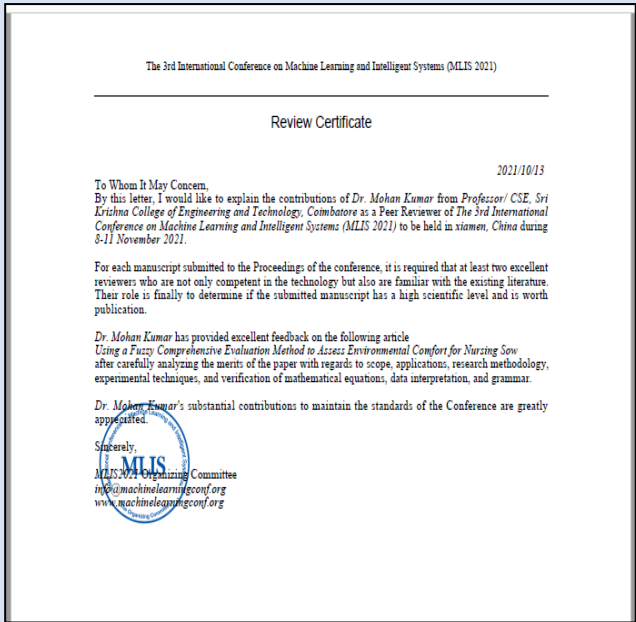 The 3rd International Conference on Machine Learning and Intelligent Systems (MLIS 2021)
Review Certificate
2021/10/13
To Whom It May Concern,
By this letter, I would like to explain the contributions of Dr. Mohan Kumar from Professor/ CSE, Sri
Krishna College of Engineering and Technology, Coimbatore as a Peer Reviewer of The 3rd International
Conference on Machine Learning and Intelligent Systems (MLIS 2021) to be held in xiamen, China during
8-11 November 2021.
For each manuscript submitted to the Proceedings of the conference, it is required that at least two excellent
reviewers who are not only competent in the technology but also are familiar with the existing literature.
Their role is finally to determine if the submitted manuscript has a high scientific level and is worth
publication.
Dr. Mohan Kumar has provided excellent feedback on the following article
Using a Fuzzy Comprehensive Evaluation Method to Assess Environmental Comfort for Nursing Sow
after carefully analyzing the merits of the paper with regards to scope, applications, research methodology,
experimental techniques, and verification of mathematical equations, data interpretation, and grammar.
Dr. Mohan Kumar's substantial contributions to maintain the standards of the Conference are greatly
appreciated.
Sincerely,
MLIS
MLIS2021 Organizing Committee
info@machinelearningconf.org
www.machinelearningconf.org